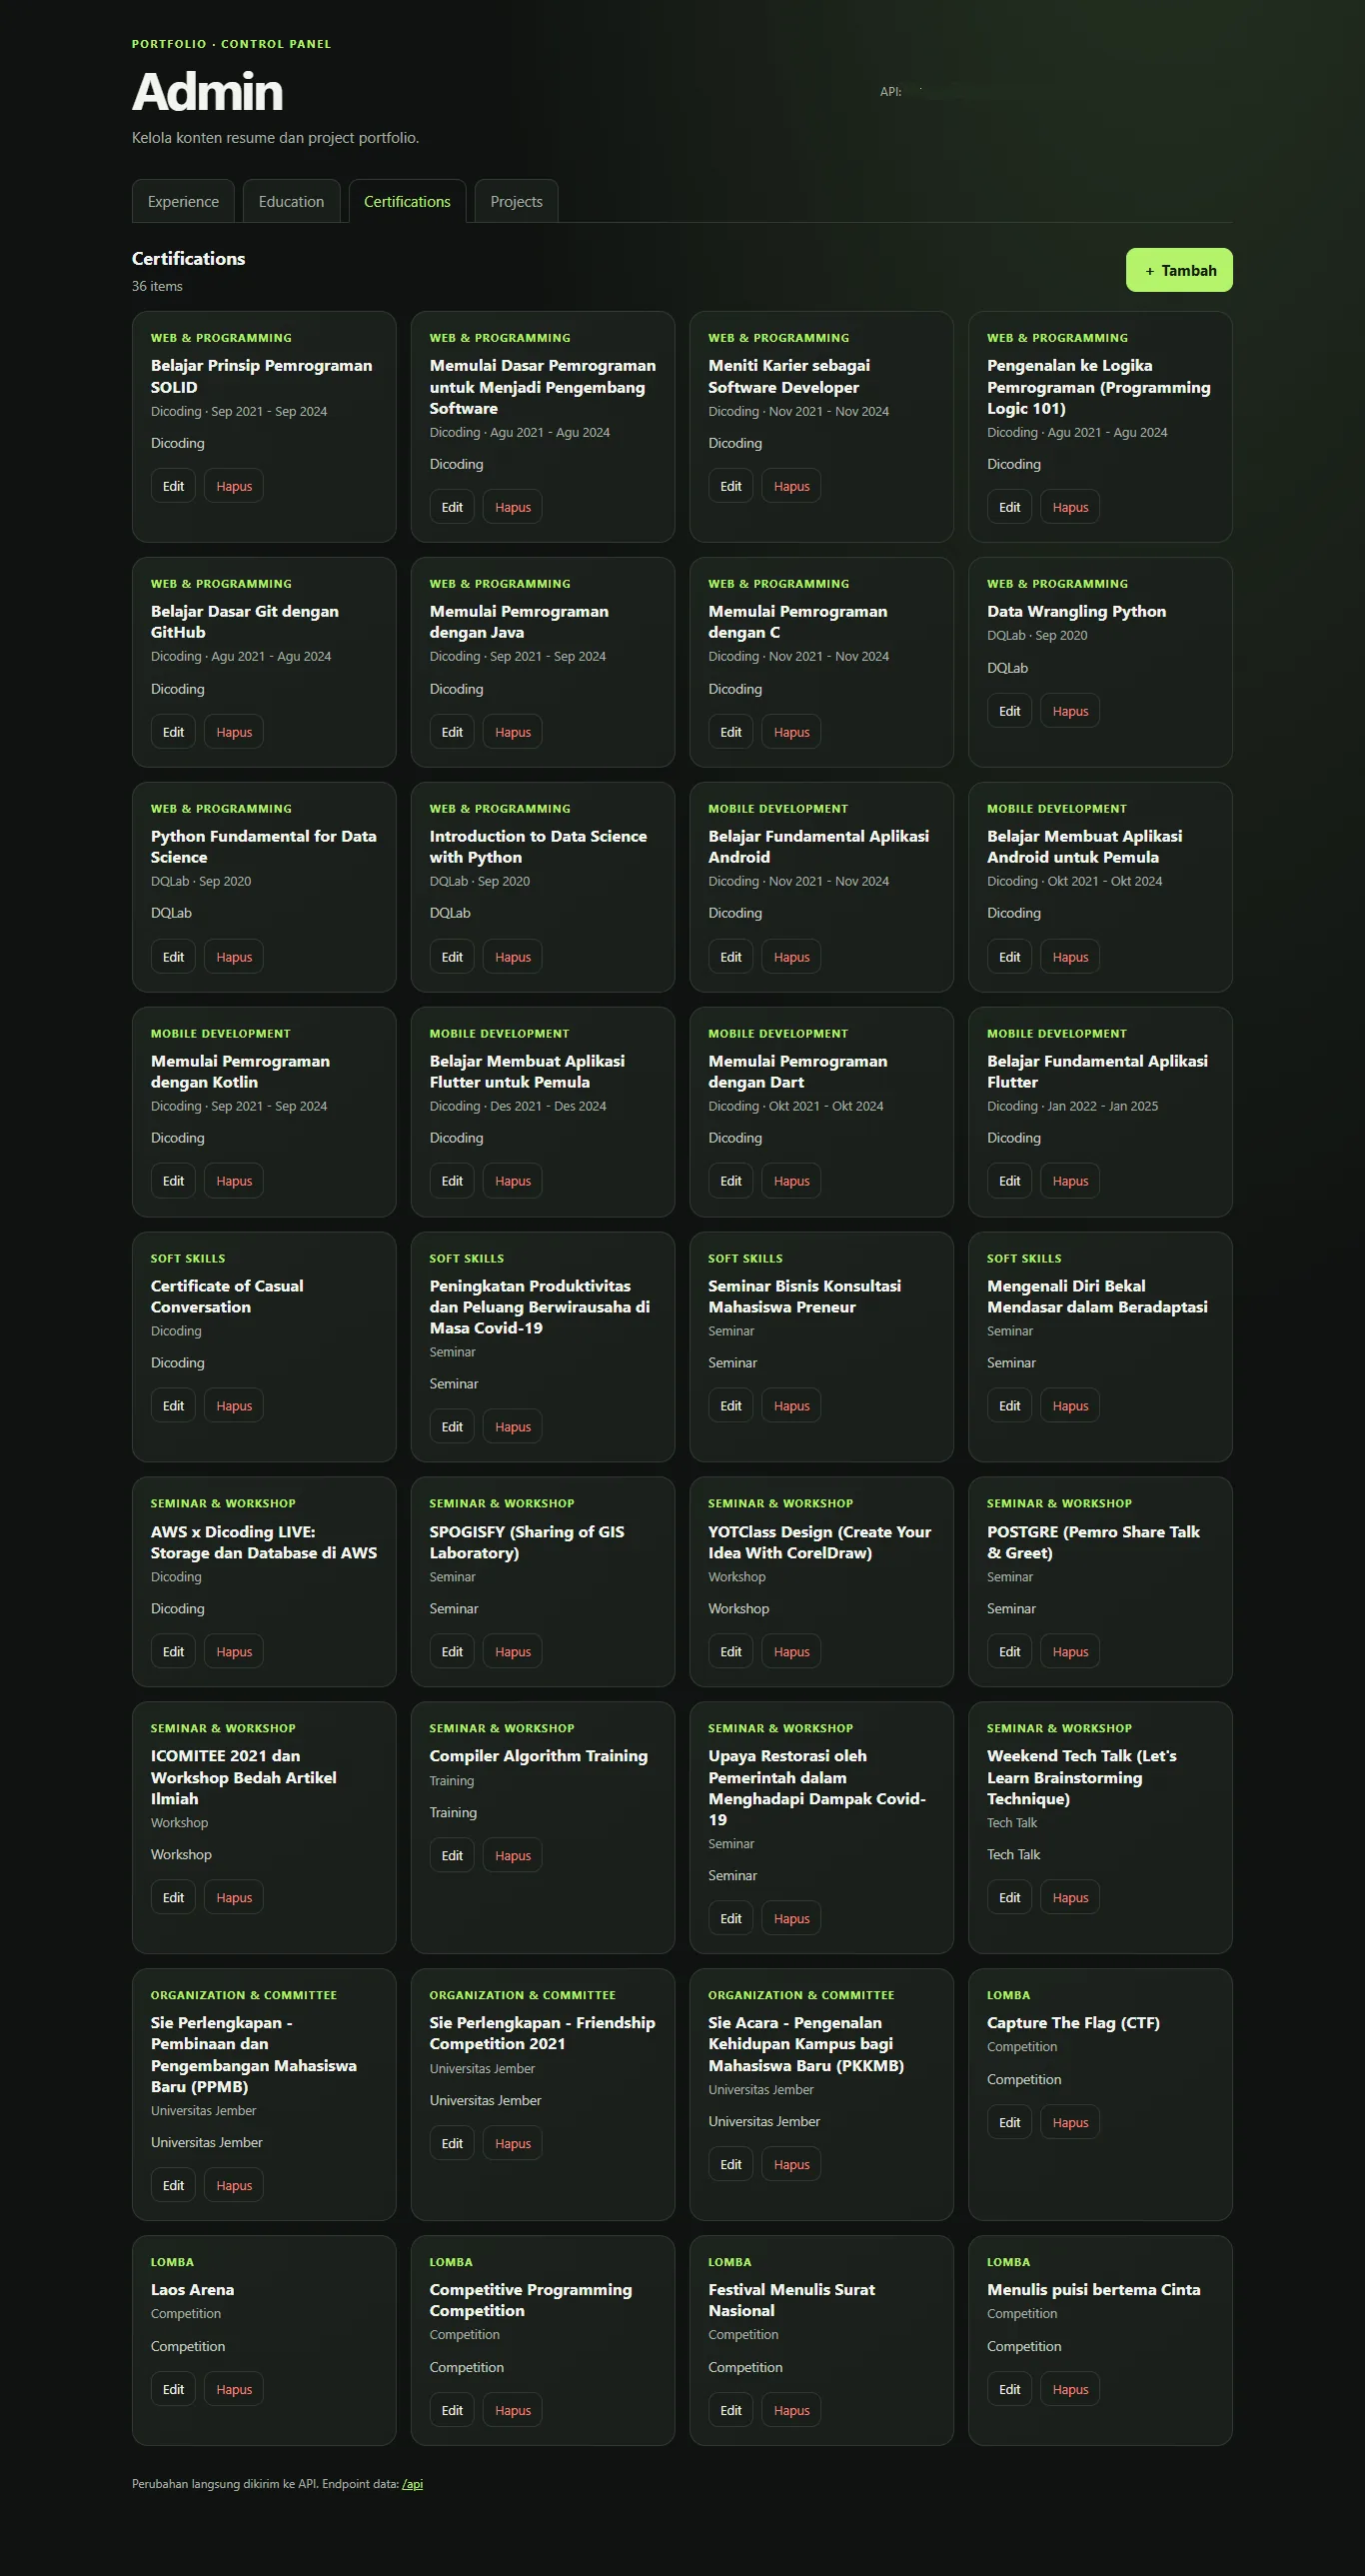 PORTFOLIO · CONTROL PANEL
Admin
API:
Kelola konten resume dan project portfolio.
Experience
Education
Certifications
Projects
Certifications
36 items
+ Tambah
WEB & PROGRAMMING
Belajar Prinsip Pemrograman
SOLID
Dicoding · Sep 2021 - Sep 2024
Dicoding
Edit
Hapus
WEB & PROGRAMMING
Memulai Dasar Pemrograman
untuk Menjadi Pengembang
Software
Dicoding · Agu 2021 - Agu 2024
Dicoding
Edit
Hapus
WEB & PROGRAMMING
Meniti Karier sebagai
Software Developer
Dicoding · Nov 2021 - Nov 2024
Dicoding
Edit
Hapus
WEB & PROGRAMMING
Pengenalan ke Logika
Pemrograman (Programming
Logic 101)
Dicoding · Agu 2021 - Agu 2024
Dicoding
Edit
Hapus
WEB & PROGRAMMING
Belajar Dasar Git dengan
GitHub
Dicoding · Agu 2021 - Agu 2024
Dicoding
Edit
Hapus
WEB & PROGRAMMING
Memulai Pemrograman
dengan Java
Dicoding · Sep 2021 - Sep 2024
Dicoding
Edit
Hapus
WEB & PROGRAMMING
Memulai Pemrograman
dengan C
Dicoding · Nov 2021 - Nov 2024
Dicoding
Edit
Hapus
WEB & PROGRAMMING
Data Wrangling Python
DQLab · Sep 2020
DQLab
Edit
Hapus
WEB & PROGRAMMING
Python Fundamental for Data
Science
DQLab · Sep 2020
DQLab
Edit
Hapus
WEB & PROGRAMMING
Introduction to Data Science
with Python
DQLab · Sep 2020
DQLab
Edit
Hapus
MOBILE DEVELOPMENT
Belajar Fundamental Aplikasi
Android
Dicoding · Nov 2021 - Nov 2024
Dicoding
Edit
Hapus
MOBILE DEVELOPMENT
Belajar Membuat Aplikasi
Android untuk Pemula
Dicoding · Okt 2021 - Okt 2024
Dicoding
Edit
Hapus
MOBILE DEVELOPMENT
Memulai Pemrograman
dengan Kotlin
Dicoding · Sep 2021 - Sep 2024
Dicoding
Edit
Hapus
MOBILE DEVELOPMENT
Belajar Membuat Aplikasi
Flutter untuk Pemula
Dicoding · Des 2021 - Des 2024
Dicoding
Edit
Hapus
MOBILE DEVELOPMENT
Memulai Pemrograman
dengan Dart
Dicoding · Okt 2021 - Okt 2024
Dicoding
Edit
Hapus
MOBILE DEVELOPMENT
Belajar Fundamental Aplikasi
Flutter
Dicoding · Jan 2022 - Jan 2025
Dicoding
Edit
Hapus
SOFT SKILLS
Certificate of Casual
Conversation
Dicoding
Dicoding
Edit
Hapus
SOFT SKILLS
Peningkatan Produktivitas
dan Peluang Berwirausaha di
Masa Covid-19
Seminar
Seminar
Edit
Hapus
SOFT SKILLS
Seminar Bisnis Konsultasi
Mahasiswa Preneur
Seminar
Seminar
Edit
Hapus
SOFT SKILLS
Mengenali Diri Bekal
Mendasar dalam Beradaptasi
Seminar
Seminar
Edit
Hapus
SEMINAR & WORKSHOP
AWS x Dicoding LIVE:
Storage dan Database di AWS
Dicoding
Dicoding
Edit
Hapus
SEMINAR & WORKSHOP
SPOGISFY (Sharing of GIS
Laboratory)
Seminar
Seminar
Edit
Hapus
SEMINAR & WORKSHOP
YOTClass Design (Create Your
Idea With CorelDraw)
Workshop
Workshop
Edit
Hapus
SEMINAR & WORKSHOP
POSTGRE (Pemro Share Talk
& Greet)
Seminar
Seminar
Edit
Hapus
SEMINAR & WORKSHOP
ICOMITEE 2021 dan
Workshop Bedah Artikel
Ilmiah
Workshop
Workshop
Edit
Hapus
SEMINAR & WORKSHOP
Compiler Algorithm Training
Training
Training
Edit
Hapus
SEMINAR & WORKSHOP
Upaya Restorasi oleh
Pemerintah dalam
Menghadapi Dampak Covid-
19
Seminar
Seminar
Edit
Hapus
SEMINAR & WORKSHOP
Weekend Tech Talk (Let's
Learn Brainstorming
Technique)
Tech Talk
Tech Talk
Edit
Hapus
ORGANIZATION & COMMITTEE
Sie Perlengkapan -
Pembinaan dan
Pengembangan Mahasiswa
Baru (PPMB)
Universitas Jember
Universitas Jember
Edit
Hapus
ORGANIZATION & COMMITTEE
Sie Perlengkapan - Friendship
Competition 2021
Universitas Jember
Universitas Jember
Edit
Hapus
ORGANIZATION & COMMITTEE
Sie Acara - Pengenalan
Kehidupan Kampus bagi
Mahasiswa Baru (PKKMB)
Universitas Jember
Universitas Jember
Edit
Hapus
LOMBA
Capture The Flag (CTF)
Competition
Competition
Edit
Hapus
LOMBA
Laos Arena
Competition
Competition
Edit
Hapus
LOMBA
Competitive Programming
Competition
Competition
Competition
Edit
Hapus
LOMBA
Festival Menulis Surat
Nasional
Competition
Competition
Edit
Hapus
LOMBA
Menulis puisi bertema Cinta
Competition
Competition
Edit
Hapus
Perubahan langsung dikirim ke API. Endpoint data: /api